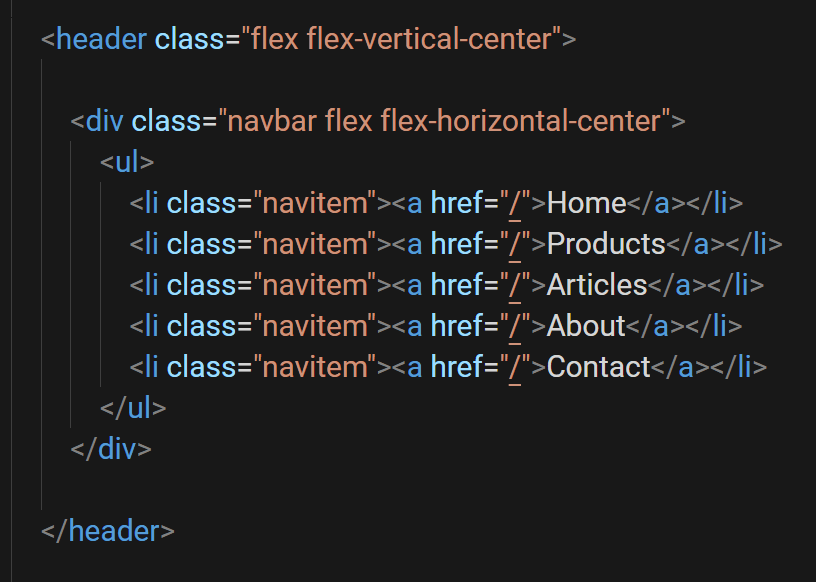 <header class="flex flex-vertical-center">
<div class="navbar flex flex-horizontal-center">
<ul>
<li class="navitem"><a href="/">Home</a></li>
<li class="navitem"><a href="/">Products</a></li>
<li class="navitem"><a href="/">Articles</a></li>
<li class="navitem"><a href="/">About</a></li>
<li class="navitem"><a href="/">Contact</a></li>
</ul>
</div>
</header>